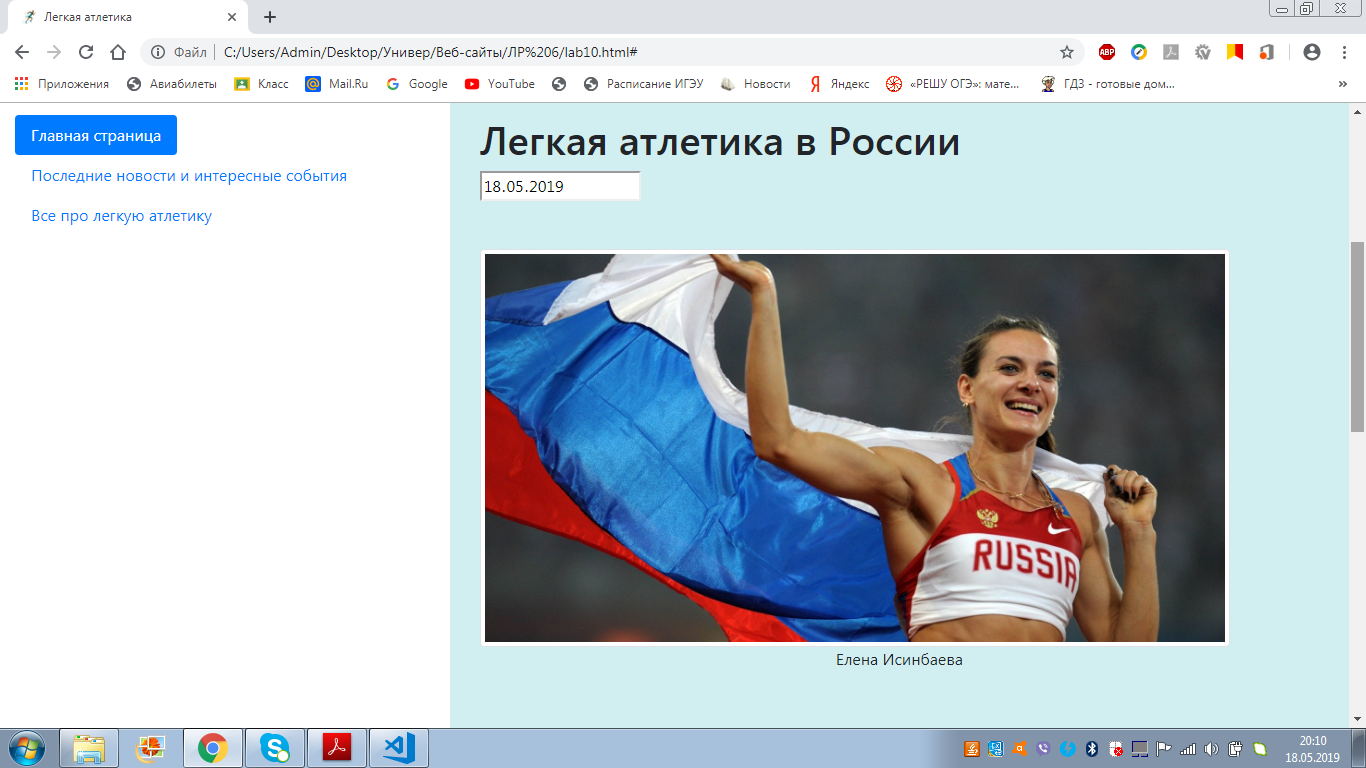 Легкая атлетика
Файл
C:/Users/Admin/Desktop/Универ/Веб-сайты/ЛР%206/lab10.html#
ABP
Приложения
Авиабилеты
Класс
Mail.Ru
Google
YouTube
Расписание ИГЭУ
Новости
Яндекс
«РЕШУ ОГЭ»: мате...
ГДЗ - готовые дом...
»
Главная страница
Последние новости и интересные события
Все про легкую атлетику
Легкая атлетика в России
18.05.2019
RUSSIA
Елена Исинбаева
20:10
18.05.2019